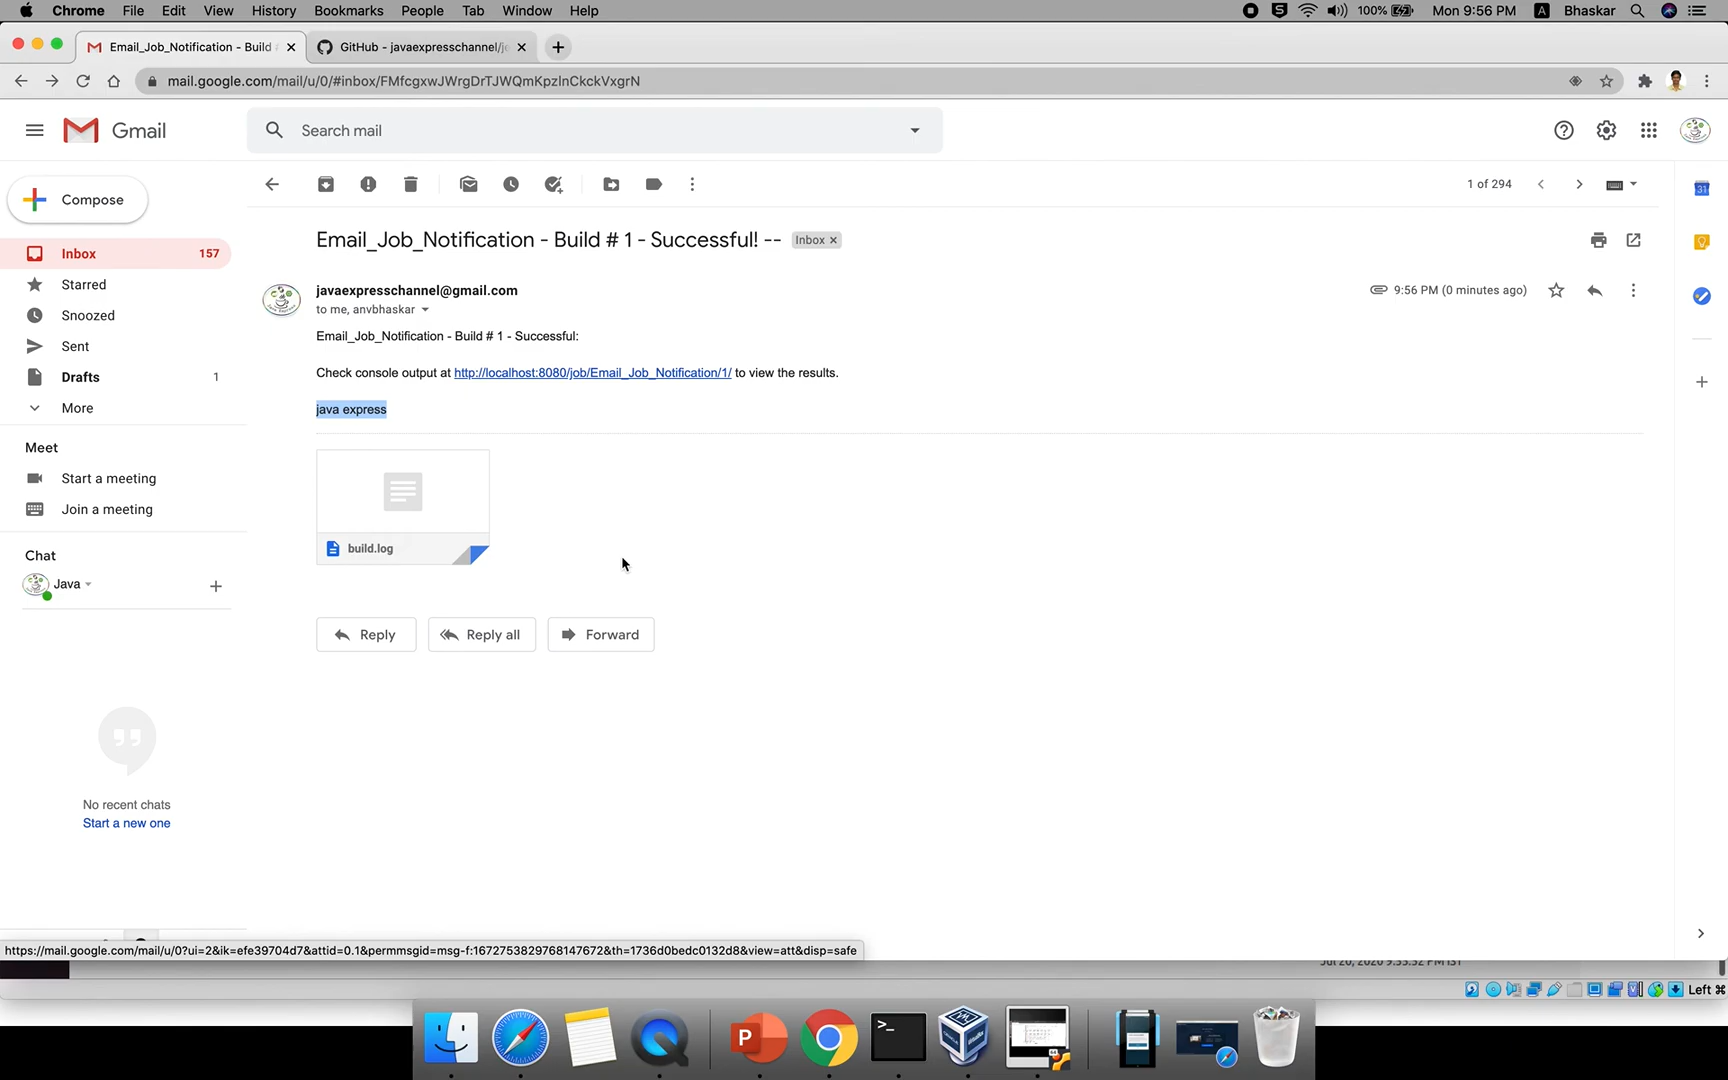 Chrome File Edit View History Bookmarks People Tab Window Help 100% Mon 9:56 PM A Bhaskar
Email_Job_Notification - Build GitHub - javaexpresschannel/je
mail.google.com/mail/u/0/#inbox/FMfcgxwJWrgDrTJWQmKpzlnCkckVxgrN
Gmail Search mail
Compose 1 of 294
Email_Job_Notification - Build # 1 - Successful! -- Inbox
Inbox 157
Starred
javaexpresschannel@gmail.com 9:56 PM (0 minutes ago)
to me, anvbhaskar
Snoozed
Email_Job_Notification - Build # 1 - Successful:
Sent
Check console output at http://localhost:8080/job/Email_Job_Notification/1/ to view the results.
Drafts 1
More
java express
Meet
Start a meeting
Join a meeting
build.log
Chat
Java
Reply Reply all Forward
No recent chats
Start a new one
https://mail.google.com/mail/u/0?ui=2&ik=efe39704d7&attid=0.1&permmsgid=msg-f:1672753829768147672&th=1736d0bedc0132d8&view=att&disp=safe
Left ⌘